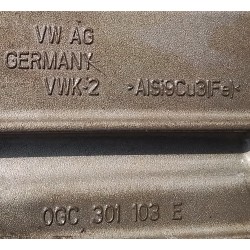 VW AG
GERMANY
VWK-2 >AlSi9Cu3(Fe)<
0GC 301 103 E